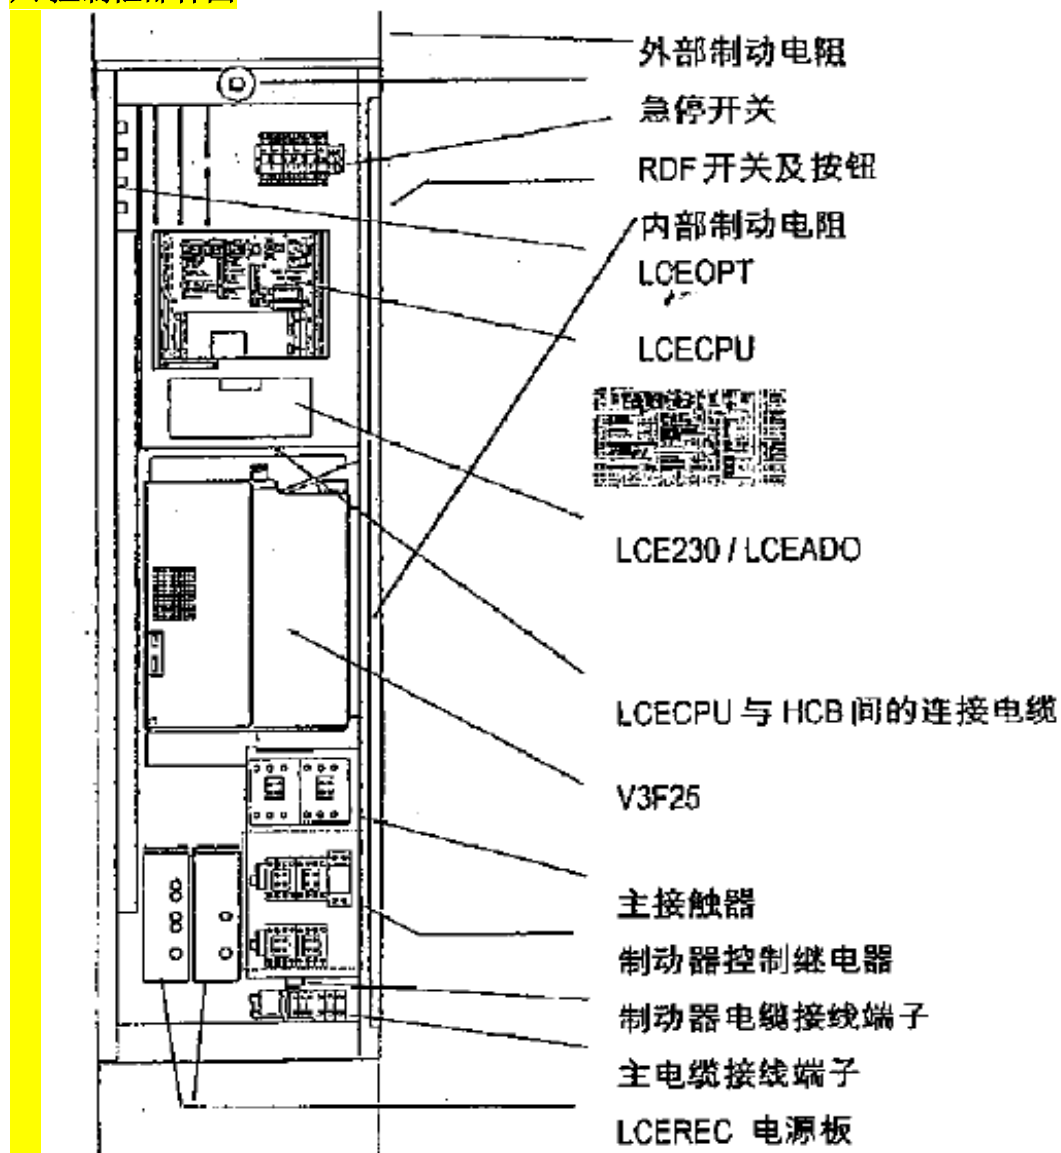 外部制动电阻
急停开关
RDF开关及按钮
内部制动电阻
LCEOPT
LCECPU
LCE230 / LCEADO
LCECPU 与 HCB 间的连接电缆
V3F25
主接触器
制动器控制继电器
制动器电缆接线端子
主电缆接线端子
LCEREC 电源板